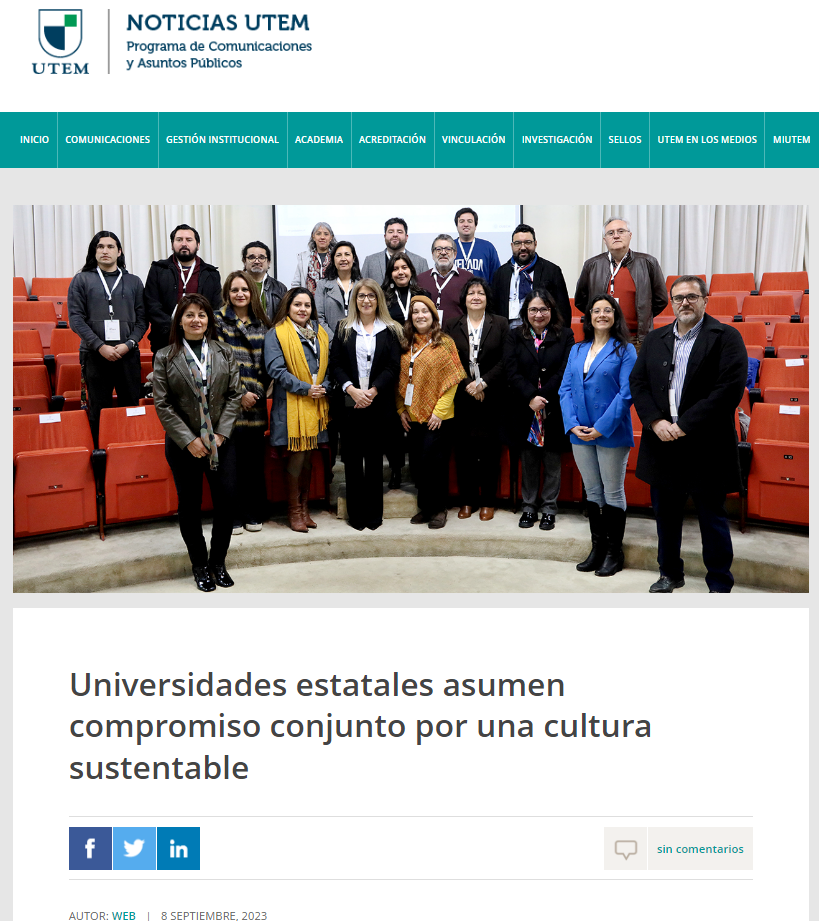 UTEM
NOTICIAS UTEM
Programa de Comunicaciones
y Asuntos Públicos
INICIO
COMUNICACIONES
GESTIÓN INSTITUCIONAL
ACADEMIA
ACREDITACIÓN
VINCULACIÓN
INVESTIGACIÓN
SELLOS
UTEM EN LOS MEDIOS
MIUTEM
Universidades estatales asumen
compromiso conjunto por una cultura
sustentable
f
in
sin comentarios
AUTOR: WEB | 8 SEPTIEMBRE, 2023